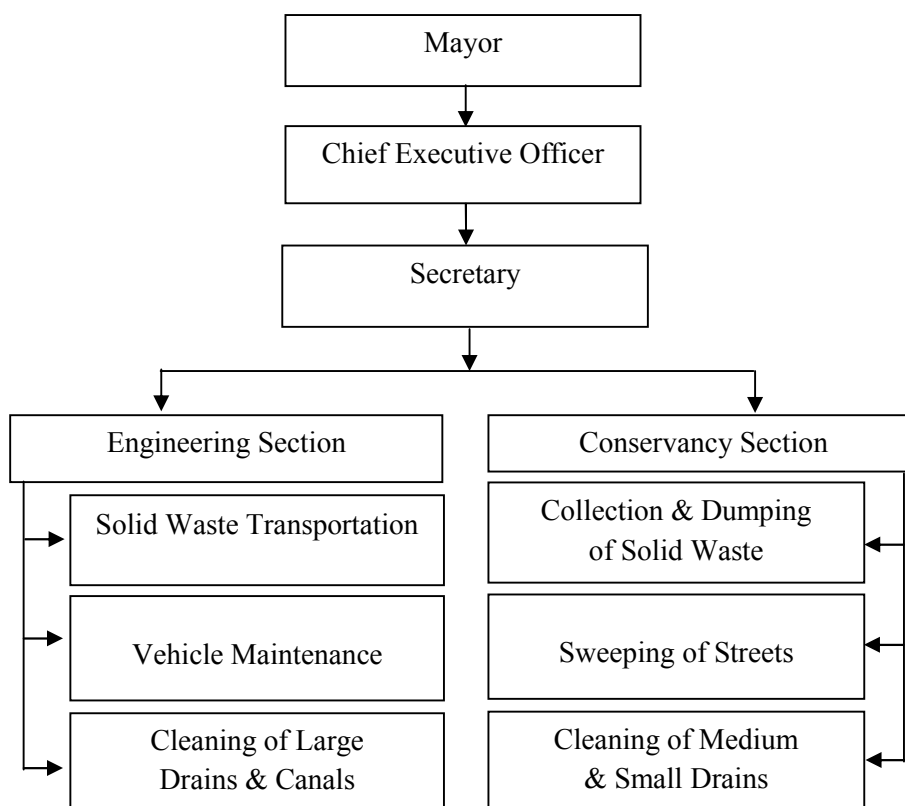 Mayor
Chief Executive Officer
Secretary
Engineering Section
Solid Waste Transportation
Vehicle Maintenance
Cleaning of Large
Drains & Canals
Conservancy Section
Collection & Dumping
of Solid Waste
Sweeping of Streets
Cleaning of Medium
& Small Drains